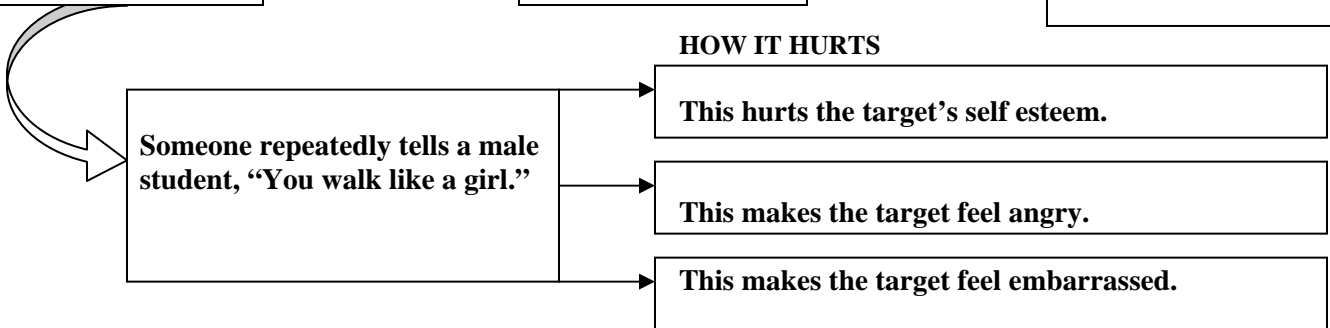 HOW IT HURTS
This hurts the target’s self esteem.
Someone repeatedly tells a male
student, “You walk like a girl.”
This makes the target feel angry.
This makes the target feel embarrassed.